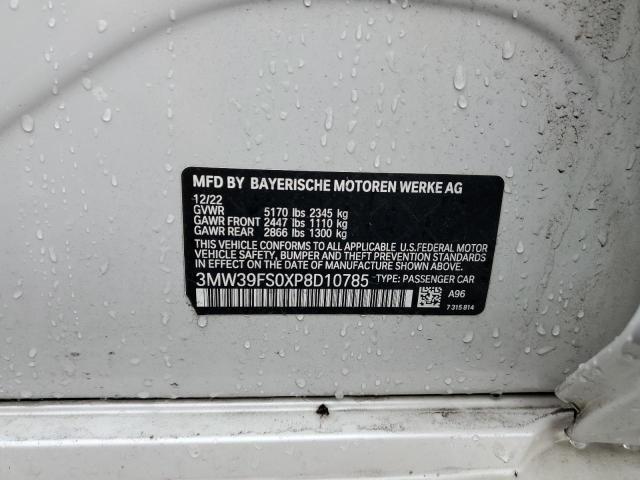 MFD BY BAYERISCHE MOTOREN WERKE AG
12/22
GVWR 5170 lbs 2345 kg
GAWR FRONT 2447 lbs 1110 kg
GAWR REAR 2866 lbs 1300 kg
THIS VEHICLE CONFORMS TO ALL APPLICABLE U.S.FEDERAL MOTOR
VEHICLE SAFETY, BUMPER AND THEFT PREVENTION STANDARDS
IN EFFECT ON THE DATE OF MANUFACTURE SHOWN ABOVE.
3MW39FS0XP8D10785 TYPE: PASSENGER CAR
A96
7 315 814